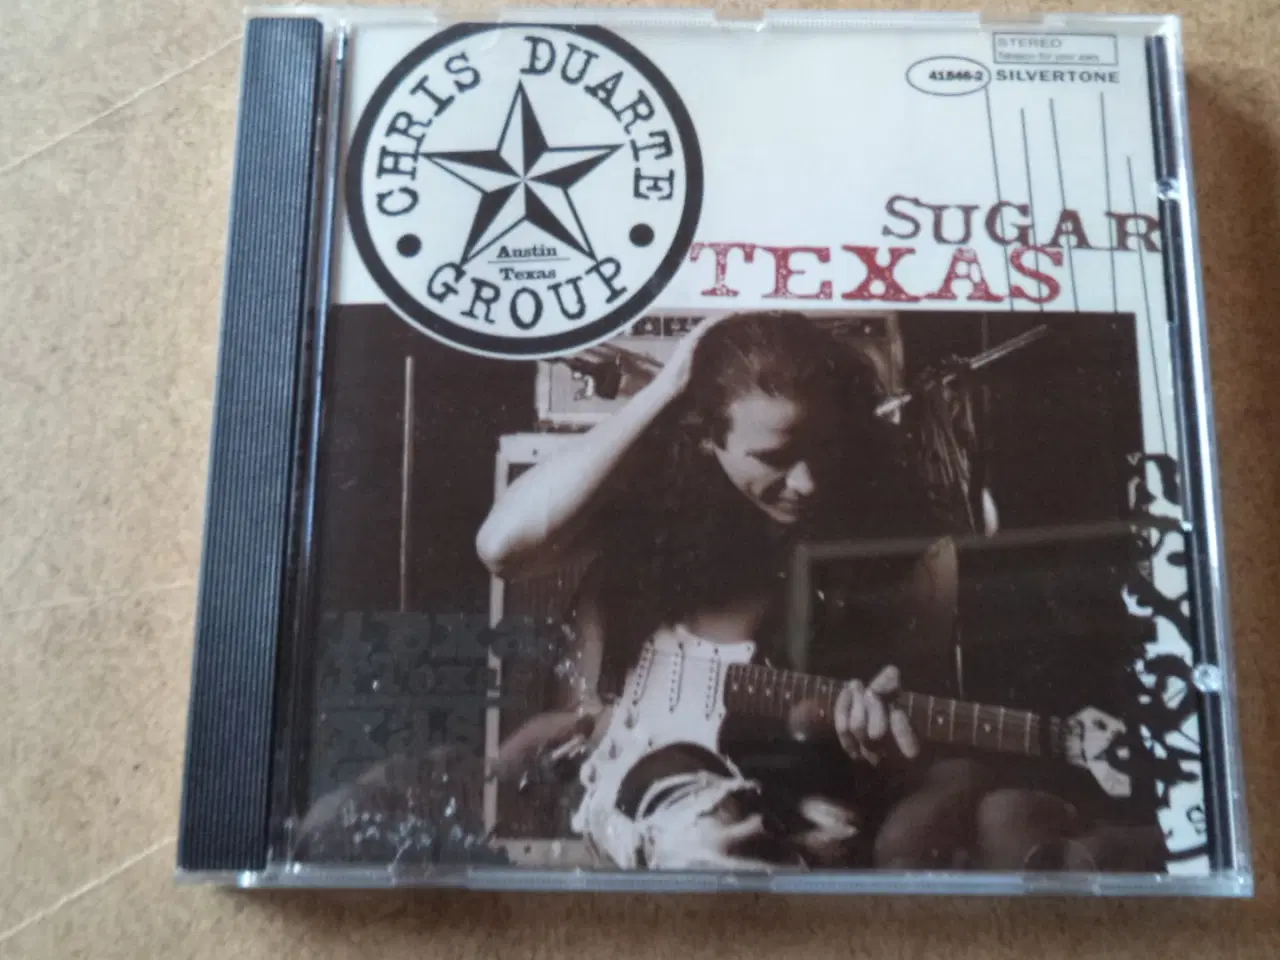 CHRIS DUARTE
GROUP
Austin
Texas
STEREO
41546-2 SILVERTONE
SUGAR
TEXAS